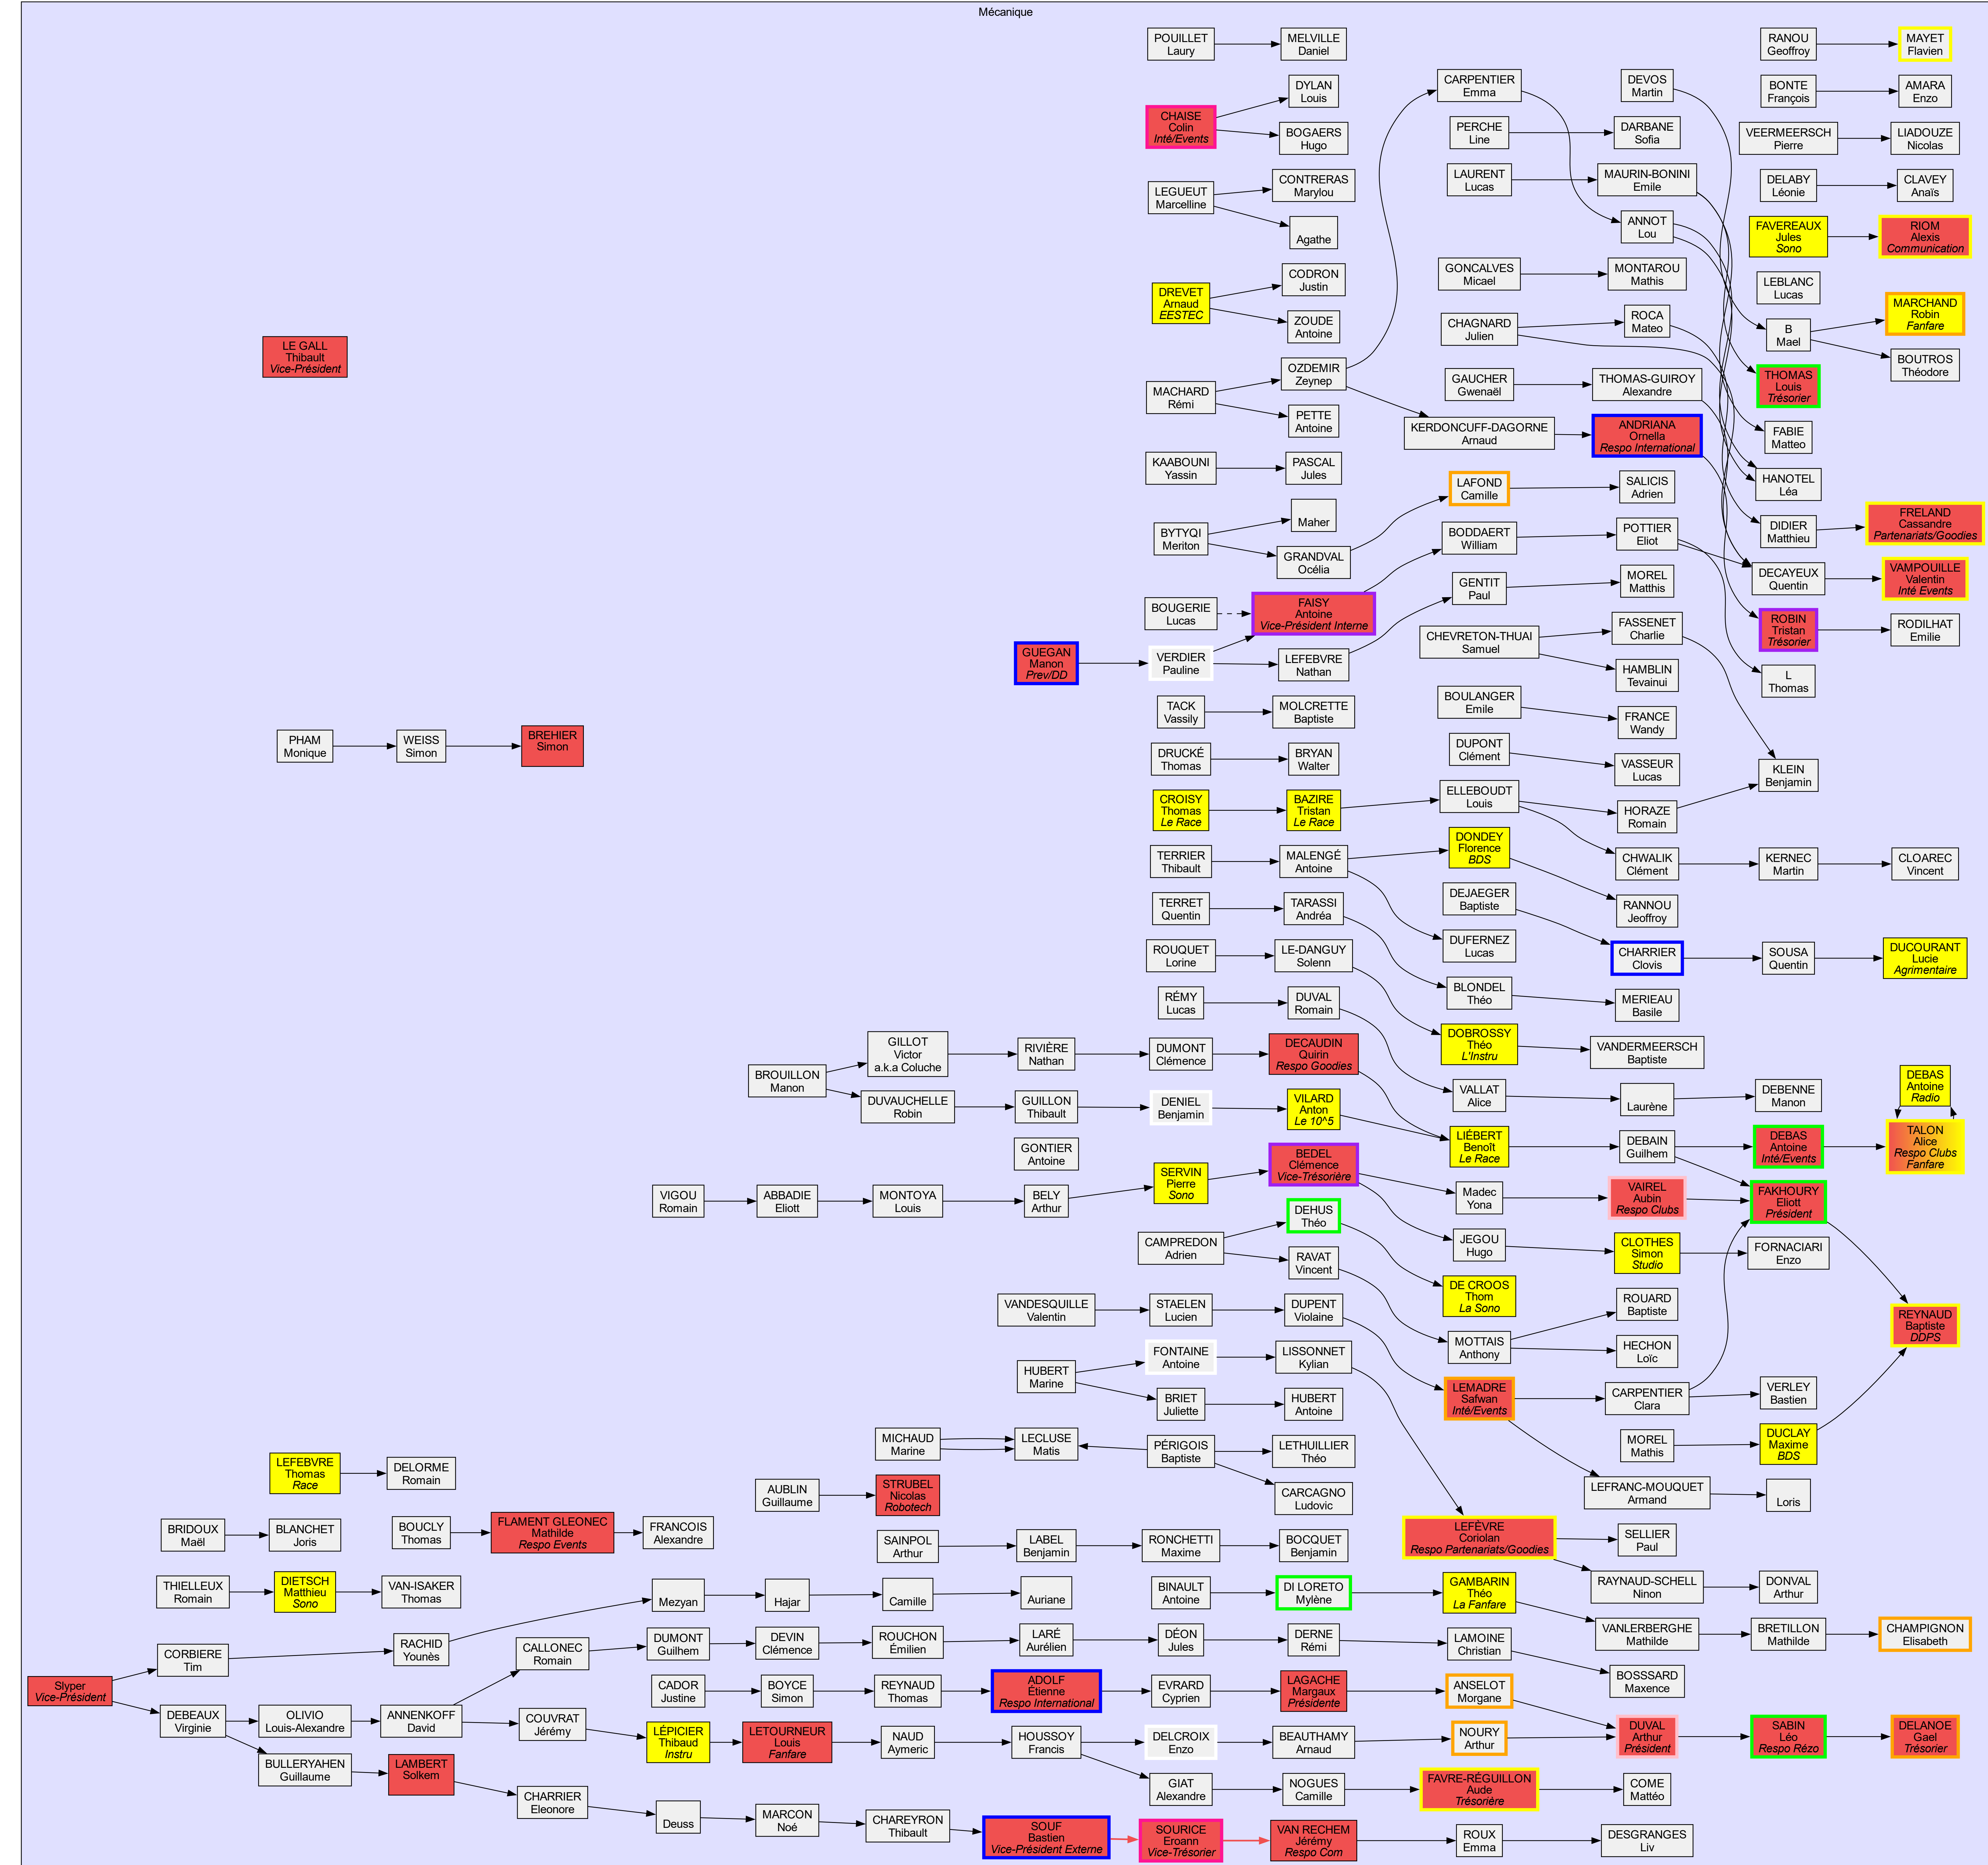 Mécanique
LE GALL
Thibault
Vice-Président
PHAM
Monique
WEISS
Simon
BREHIER
Simon
LEFEBVRE
Thomas
Race
DELORME
Romain
BRIDOUX
Maël
BLANCHET
Joris
BOUCLY
Thomas
FLAMENT GLEONEC
Mathilde
Respo Events
FRANCOIS
Alexandre
THIELLEUX
Romain
DIETSCH
Matthieu
Sono
VAN-ISAKER
Thomas
Slyper
Vice-Président
CORBIERE
Tim
RACHID
Younès
Mezyan
Hajar
Camille
Auriane
DEBEAUX
Virginie
OLIVIO
Louis-Alexandre
ANNENKOFF
David
CALLONEC
Romain
DUMONT
Guilhem
DEVIN
Clémence
ROUCHON
Émilien
LARÉ
Aurélien
DÉON
Jules
DERNE
Rémi
LAMOINE
Christian
BOSSSARD
Maxence
CADOR
Justine
BOYCE
Simon
REYNAUD
Thomas
ADOLF
Étienne
Respo International
EVRARD
Cyprien
LAGACHE
Margaux
Présidente
ANSELOT
Morgane
COUVRAT
Jérémy
LÉPICIER
Thibaud
Instru
LETOURNEUR
Louis
Fanfare
NAUD
Aymeric
HOUSSOY
Francis
DELCROIX
Enzo
BEAUTHAMY
Arnaud
NOURY
Arthur
DUVAL
Arthur
Président
SABIN
Léo
Respo Rézo
DELANOE
Gael
Trésorier
GIAT
Alexandre
NOGUES
Camille
FAVRE-RÉGUILLON
Aude
Trésorière
COME
Mattéo
BULLERYAHEN
Guillaume
LAMBERT
Solkem
CHARRIER
Eleonore
Deuss
MARCON
Noé
CHAREYRON
Thibault
SOUF
Bastien
Vice-Président Externe
SOURICE
Eroann
Vice-Trésorier
VAN RECHEM
Jérémy
Respo Com
ROUX
Emma
DESGRANGES
Liv
POUILLET
Laury
MELVILLE
Daniel
CHAISE
Colin
Inté/Events
DYLAN
Louis
BOGAERS
Hugo
LEGUEUT
Marcelline
CONTRERAS
Marylou
Agathe
DREVET
Arnaud
EESTEC
CODRON
Justin
ZOUDE
Antoine
MACHARD
Rémi
OZDEMIR
Zeynep
PETTE
Antoine
KAABOUNI
Yassin
PASCAL
Jules
BYTYQI
Meriton
Maher
GRANDVAL
Océlia
BOUGERIE
Lucas
FAISY
Antoine
Vice-Président Interne
GUEGAN
Manon
Prev/DD
VERDIER
Pauline
LEFEBVRE
Nathan
TACK
Vassily
MOLCRETTE
Baptiste
DRUCKÉ
Thomas
BRYAN
Walter
CROISY
Thomas
Le Race
BAZIRE
Tristan
Le Race
TERRIER
Thibault
MALENGÉ
Antoine
TERRET
Quentin
TARASSI
Andréa
ROUQUET
Lorine
LE-DANGUY
Solenn
RÉMY
Lucas
DUVAL
Romain
BROUILLON
Manon
GILLOT
Victor
a.k.a Coluche
RIVIÈRE
Nathan
DUMONT
Clémence
DECAUDIN
Quirin
Respo Goodies
DUVAUCHELLE
Robin
GUILLON
Thibault
DENIEL
Benjamin
VILARD
Anton
Le 10^5
GONTIER
Antoine
VIGOU
Romain
ABBADIE
Eliott
MONTOYA
Louis
BELY
Arthur
SERVIN
Pierre
Sono
BEDEL
Clémence
Vice-Trésorière
CAMPREDON
Adrien
DEHUS
Théo
RAVAT
Vincent
VANDESQUILLE
Valentin
STAELEN
Lucien
DUPENT
Violaine
HUBERT
Marine
FONTAINE
Antoine
LISSONNET
Kylian
BRIET
Juliette
HUBERT
Antoine
MICHAUD
Marine
LECLUSE
Matis
PÉRIGOIS
Baptiste
LETHUILLIER
Théo
CARCAGNO
Ludovic
AUBLIN
Guillaume
STRUBEL
Nicolas
Robotech
SAINPOL
Arthur
LABEL
Benjamin
RONCHETTI
Maxime
BOCQUET
Benjamin
BINAULT
Antoine
DI LORETO
Mylène
GAMBARIN
Théo
La Fanfare
VANLERBERGHE
Mathilde
BRETILLON
Mathilde
CHAMPIGNON
Elisabeth
CARPENTIER
Emma
PERCHE
Line
DARBANE
Sofia
LAURENT
Lucas
MAURIN-BONINI
Emile
DEVOS
Martin
ANNOT
Lou
GONCALVES
Micael
MONTAROU
Mathis
CHAGNARD
Julien
ROCA
Mateo
GAUCHER
Gwenaël
THOMAS-GUIROY
Alexandre
KERDONCUFF-DAGORNE
Arnaud
ANDRIANA
Ornella
Respo International
LAFOND
Camille
SALICIS
Adrien
BODDAERT
William
POTTIER
Eliot
GENTIT
Paul
MOREL
Matthis
CHEVRETON-THUAI
Samuel
FASSENET
Charlie
HAMBLIN
Tevainui
BOULANGER
Emile
FRANCE
Wandy
DUPONT
Clément
VASSEUR
Lucas
ELLEBOUDT
Louis
HORAZE
Romain
DONDEY
Florence
BDS
CHWALIK
Clément
KERNEC
Martin
CLOAREC
Vincent
DEJAEGER
Baptiste
RANNOU
Jeoffroy
DUFERNEZ
Lucas
CHARRIER
Clovis
SOUSA
Quentin
DUCOURANT
Lucie
Agrimentaire
BLONDEL
Théo
MERIEAU
Basile
DOBROSSY
Théo
L'Instru
VANDERMEERSCH
Baptiste
VALLAT
Alice
Laurène
DEBENNE
Manon
LIÉBERT
Benoît
Le Race
DEBAIN
Guilhem
DEBAS
Antoine
Inté/Events
DEBAS
Antoine
Radio
TALON
Alice
Respo Clubs
Fanfare
Madec
Yona
VAIREL
Aubin
Respo Clubs
FAKHOURY
Eliott
Président
JEGOU
Hugo
CLOTHES
Simon
Studio
FORNACIARI
Enzo
DE CROOS
Thom
La Sono
ROUARD
Baptiste
MOTTAIS
Anthony
HECHON
Loïc
REYNAUD
Baptiste
DDPS
LEMADRE
Safwan
Inté/Events
CARPENTIER
Clara
VERLEY
Bastien
MOREL
Mathis
DUCLAY
Maxime
BDS
LEFRANC-MOUQUET
Armand
Loris
LEFÈVRE
Coriolan
Respo Partenariats/Goodies
SELLIER
Paul
RAYNAUD-SCHELL
Ninon
DONVAL
Arthur
RANOU
Geoffroy
MAYET
Flavien
BONTE
François
AMARA
Enzo
VEERMEERSCH
Pierre
LIADOUZE
Nicolas
DELABY
Léonie
CLAVEY
Anaïs
FAVEREAUX
Jules
Sono
RIOM
Alexis
Communication
LEBLANC
Lucas
B
Mael
MARCHAND
Robin
Fanfare
BOUTROS
Théodore
THOMAS
Louis
Trésorier
FABIE
Matteo
HANOTEL
Léa
DIDIER
Matthieu
FRELAND
Cassandre
Partenariats/Goodies
DECAYEUX
Quentin
VAMPOUILLE
Valentin
Inté Events
ROBIN
Tristan
Trésorier
RODILHAT
Emilie
L
Thomas
KLEIN
Benjamin